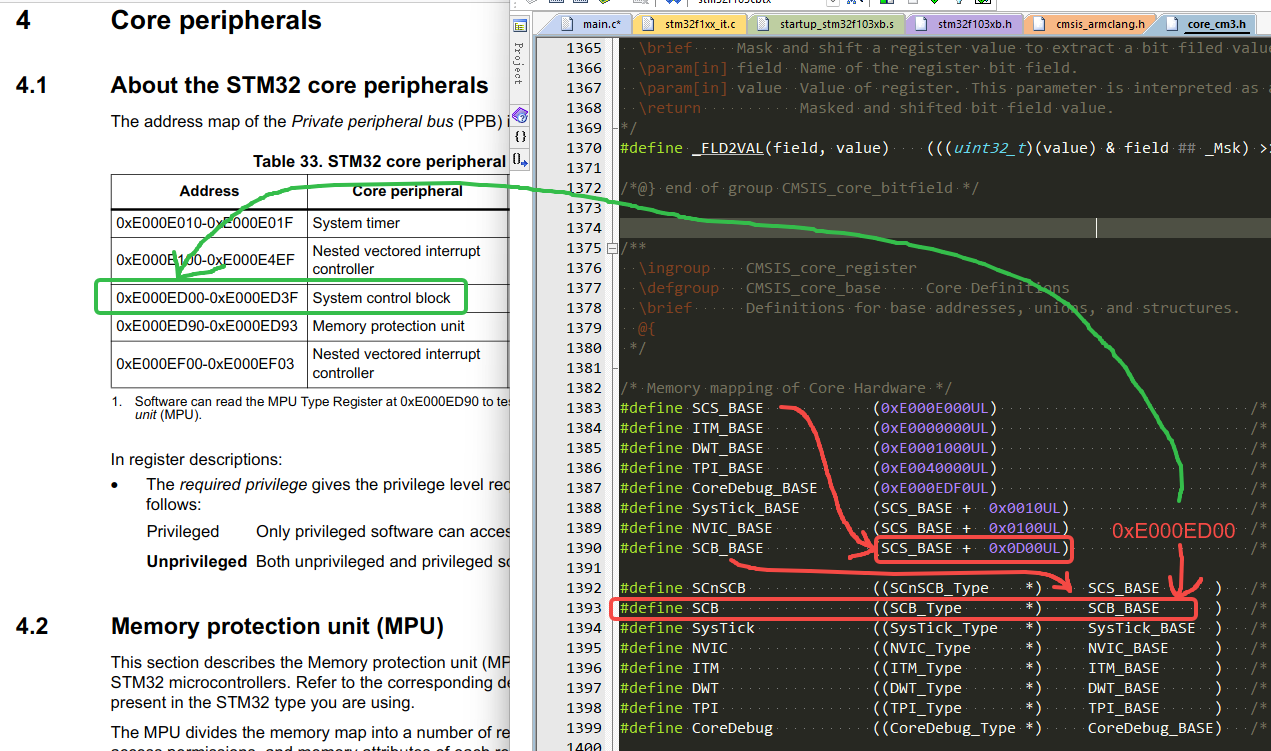 4 Core peripherals
4.1 About the STM32 core peripherals
The address map of the Private peripheral bus (PPB)
Table 33. STM32 core peripheral
Address Core peripheral
0xE000E010-0xE000E01F System timer
0xE000E100-0xE000E4EF Nested vectored interrupt
controller
0xE000ED00-0xE000ED3F System control block
0xE000ED90-0xE000ED93 Memory protection unit
0xE000EF00-0xE000EF03 Nested vectored interrupt
controller
1. Software can read the MPU Type Register at 0xE000ED90 to
unit (MPU).
In register descriptions:
• The required privilege gives the privilege level
follows:
Privileged Only privileged software can
Unprivileged Both unprivileged and privileged
4.2 Memory protection unit (MPU)
This section describes the Memory protection unit
STM32 microcontrollers. Refer to the corresponding
present in the STM32 type you are using.
The MPU divides the memory map into a number of
Project
main.c* stm32f1xx_it.c startup_stm32f103xb.s stm32f103xb.h cmsis_armclang.h core_cm3.h
1365 \brief Mask and shift a register value to extract a bit filed
1366 \param[in] field Name of the register bit field.
1367 \param[in] value Value of register. This parameter is interpreted as
1368 \return Masked and shifted bit field value.
1369 */
1370 #define _FLD2VAL(field, value) (((uint32_t)(value) & field ## _Msk) >
1371
1372 /*@} end of group CMSIS_core_bitfield */
1373
1374
1375 /**
1376 \ingroup CMSIS_core_register
1377 \defgroup CMSIS_core_base Core Definitions
1378 \brief Definitions for base addresses, unions, and structures.
1379 @{
1380 */
1381
1382 /* Memory mapping of Core Hardware */
1383 #define SCS_BASE (0xE000E000UL) /*
1384 #define ITM_BASE (0xE0000000UL) /*
1385 #define DWT_BASE (0xE0001000UL) /*
1386 #define TPI_BASE (0xE0040000UL) /*
1387 #define CoreDebug_BASE (0xE000EDF0UL) /*
1388 #define SysTick_BASE (SCS_BASE + 0x0010UL) /*
1389 #define NVIC_BASE (SCS_BASE + 0x0100UL) /*
1390 #define SCB_BASE (SCS_BASE + 0x0D00UL) /*
0xE000ED00
1391
1392 #define SCnSCB ((SCnSCB_Type *) SCS_BASE ) /*
1393 #define SCB ((SCB_Type *) SCB_BASE ) /*
1394 #define SysTick ((SysTick_Type *) SysTick_BASE ) /*
1395 #define NVIC ((NVIC_Type *) NVIC_BASE ) /*
1396 #define ITM ((ITM_Type *) ITM_BASE ) /*
1397 #define DWT ((DWT_Type *) DWT_BASE ) /*
1398 #define TPI ((TPI_Type *) TPI_BASE ) /*
1399 #define CoreDebug ((CoreDebug_Type *) CoreDebug_BASE) /*
1400